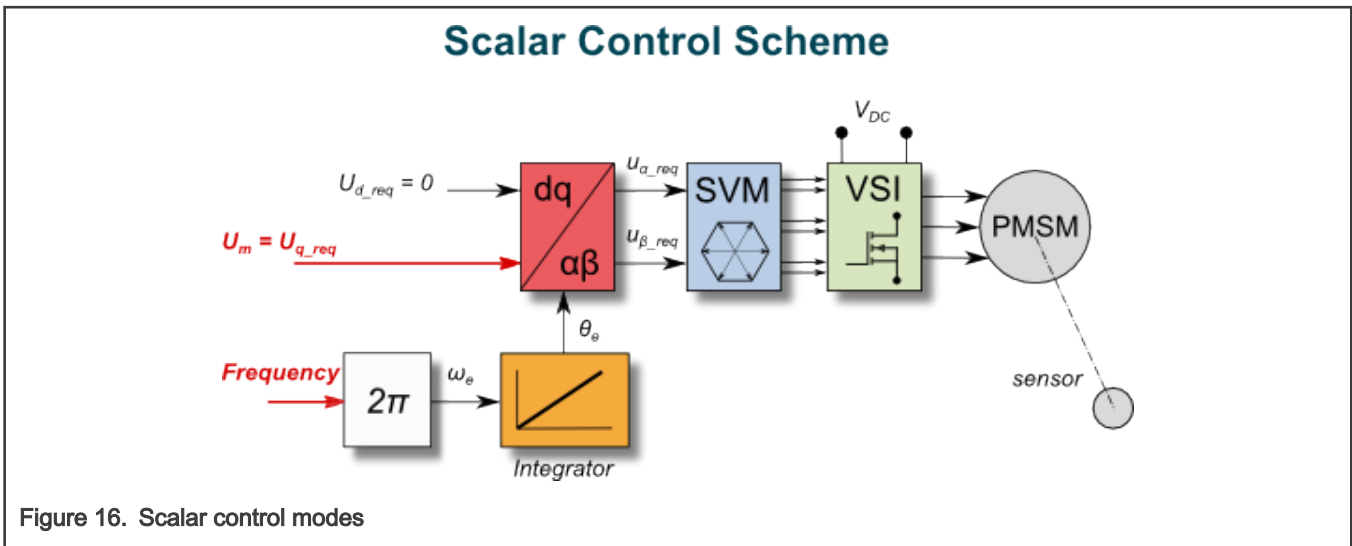 Scalar Control Scheme
V_DC
U_d_req = 0
dq
αβ
u_α_req
u_β_req
SVM
VSI
PMSM
U_m = U_q_req
θ_e
Frequency
2π
ω_e
Integrator
sensor
Figure 16. Scalar control modes